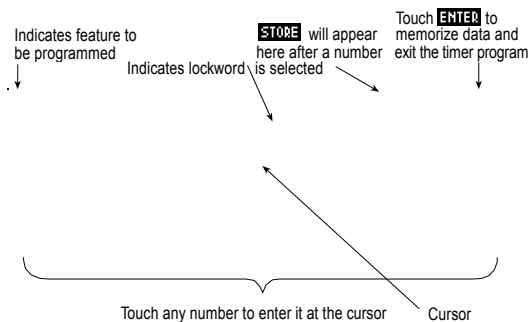 Indicates feature to
be programmed
Indicates lockword
STORE will appear
here after a number
is selected
Touch ENTER to
memorize data and
exit the timer program
Touch any number to enter it at the cursor
Cursor